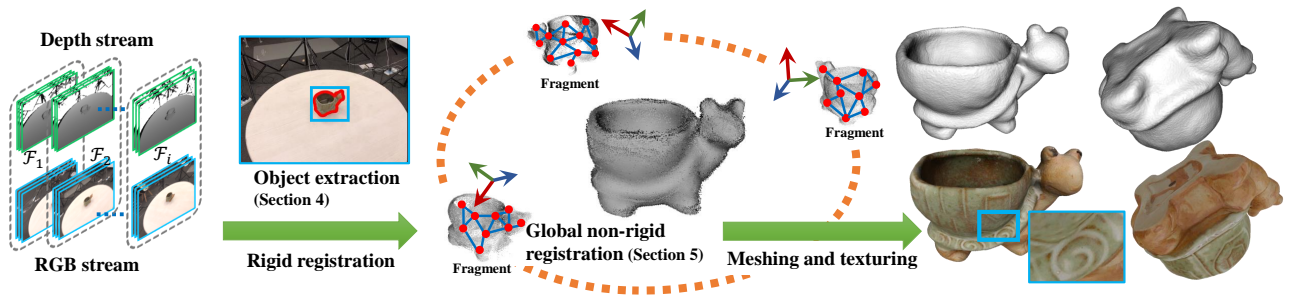 Depth stream
ℱ1
ℱ2
ℱi
RGB stream
Object extraction
(Section 4)
Rigid registration
Fragment
Fragment
Fragment
Global non-rigid
registration (Section 5)
Meshing and texturing